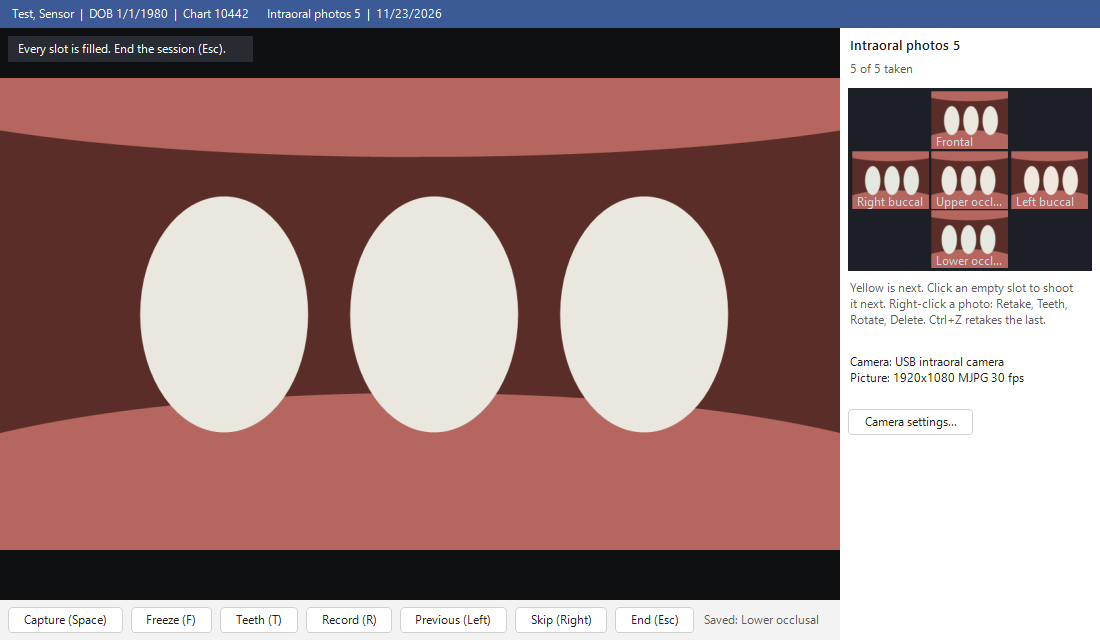 Test, Sensor | DOB 1/1/1980 | Chart 10442 Intraoral photos 5 | 11/23/2026
Every slot is filled. End the session (Esc).
Intraoral photos 5
5 of 5 taken
Frontal
Right buccal Upper occl... Left buccal
Lower occl...
Yellow is next. Click an empty slot to shoot
it next. Right-click a photo: Retake, Teeth,
Rotate, Delete. Ctrl+Z retakes the last.
Camera: USB intraoral camera
Picture: 1920x1080 MJPG 30 fps
Camera settings...
Capture (Space) Freeze (F) Teeth (T) Record (R) Previous (Left) Skip (Right) End (Esc) Saved: Lower occlusal